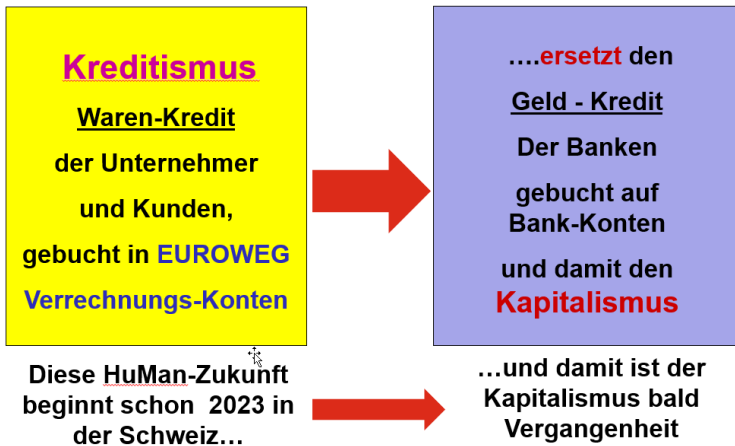 Kreditismus
Waren-Kredit
der Unternehmer
und Kunden,
gebucht in EUROWEG
Verrechnungs-Konten
….ersetzt den
Geld - Kredit
Der Banken
gebucht auf
Bank-Konten
und damit den
Kapitalismus
Diese HuMan-Zukunft
beginnt schon  2023 in
der Schweiz…
…und damit ist der
Kapitalismus bald
Vergangenheit